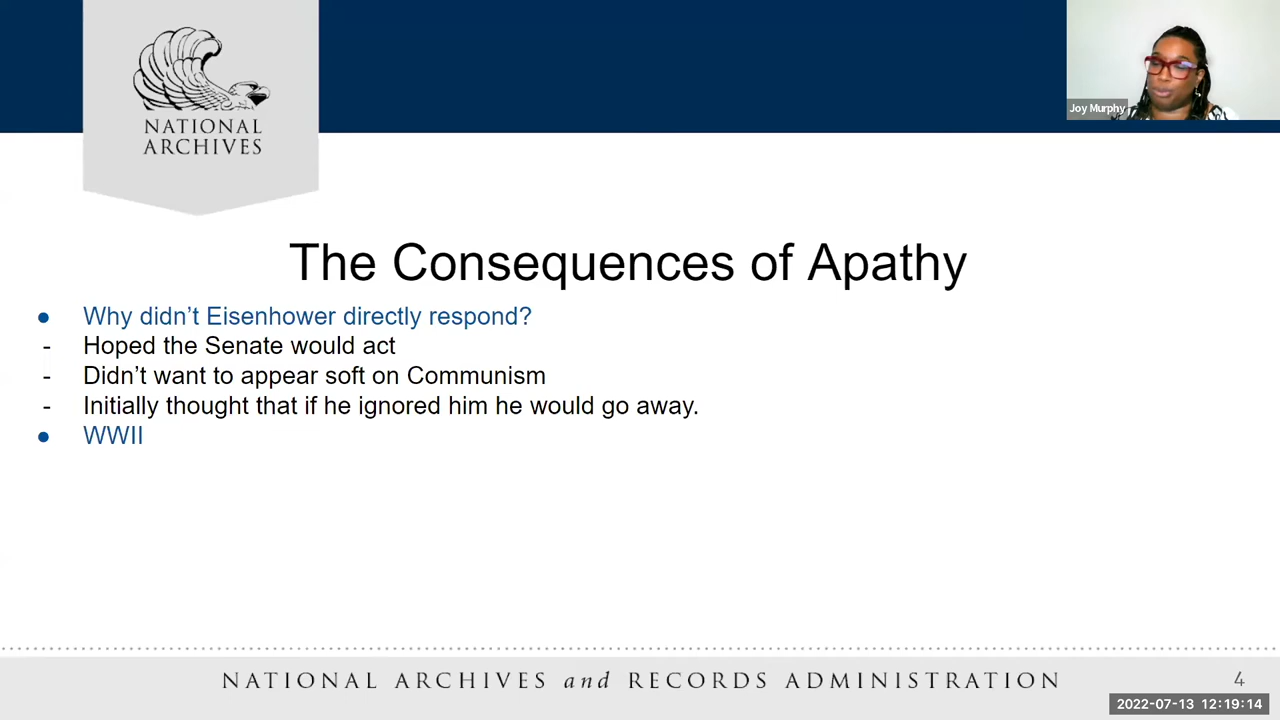 NATIONAL
ARCHIVES
Joy Murphy
The Consequences of Apathy
● Why didn’t Eisenhower directly respond?
- Hoped the Senate would act
- Didn’t want to appear soft on Communism
- Initially thought that if he ignored him he would go away.
● WWII
NATIONAL ARCHIVES and RECORDS ADMINISTRATION
4
2022-07-13 12:19:14